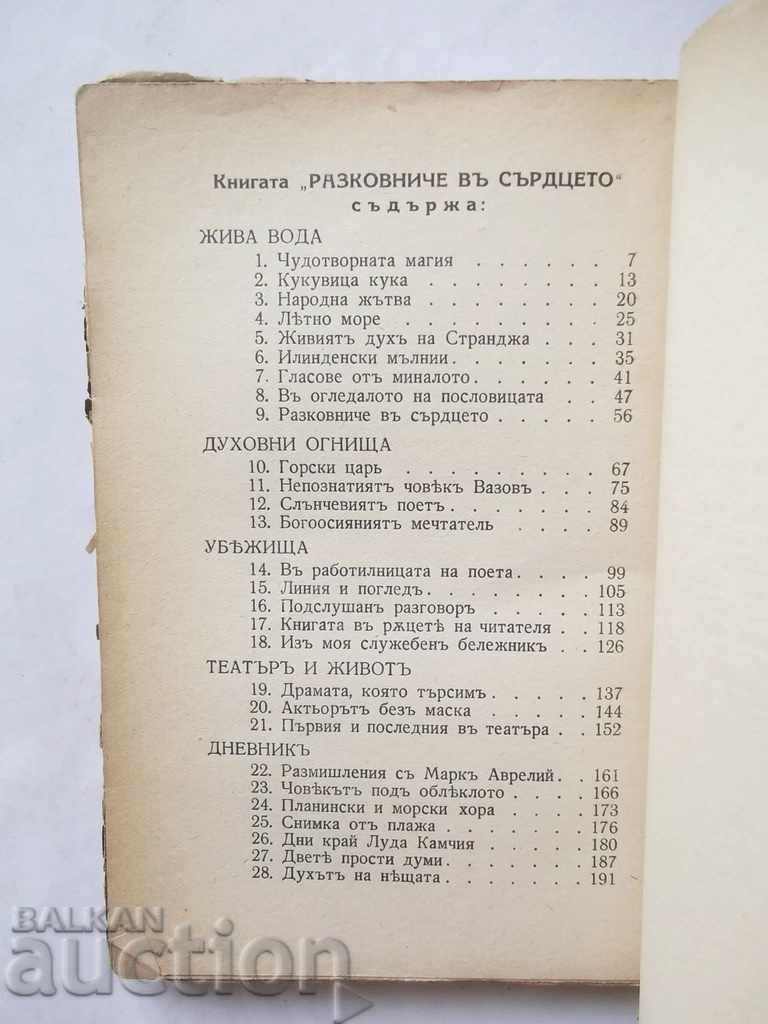 Книгата „РАЗКОВНИЧЕ ВЪ СЪРДЦЕТО“
съдържа:
ЖИВА ВОДА
1. Чудотворната магия . . . . . . 7
2. Кукувица кука . . . . . . . 13
3. Народна жътва . . . . . . . 20
4. Лѣтно море . . . . . . . . 25
5. Живиятъ духъ на Странджа . . . 31
6. Илинденски мълнии . . . . . . 35
7. Гласове отъ миналото . . . . . 41
8. Въ огледалото на пословицата . . 47
9. Разковниче въ сърдцето . . . . 56
ДУХОВНИ ОГНИЩА
10. Горски царь . . . . . . . . 67
11. Непознатиятъ човѣкъ Вазовъ . . . 75
12. Слънчевиятъ поетъ . . . . . . 84
13. Богоосияниятъ мечтатель . . . . 89
УБѢЖИЩА
14. Въ работилницата на поета . . . . 99
15. Линия и погледъ . . . . . . . 105
16. Подслушанъ разговоръ . . . . . 113
17. Книгата въ рѫцетѣ на читателя . . 118
18. Изъ моя служебенъ бележникъ . . 126
ТЕАТЪРЪ И ЖИВОТЪ
19. Драмата, която търсимъ . . . . . 137
20. Актьорътъ безъ маска . . . . . 144
21. Първия и последния въ театъра . . 152
ДНЕВНИКЪ
22. Размишления съ Маркъ Аврелий . . 161
23. Човѣкътъ подъ облѣклото . . . . 166
24. Планински и морски хора . . . . 173
25. Снимка отъ плажа . . . . . . 176
26. Дни край Луда Камчия . . . . . 180
27. Дветѣ прости думи . . . . . . 187
28. Духътъ на нѣщата . . . . . . 191
BALKAN
auction